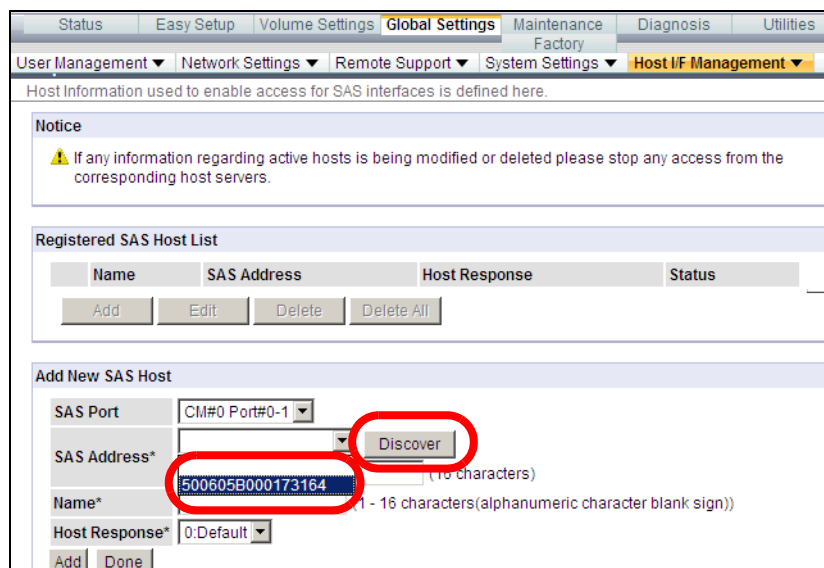 Status Easy Setup Volume Settings Global Settings Maintenance Diagnosis Utilities
Factory
User Management ▼ Network Settings ▼ Remote Support ▼ System Settings ▼ Host I/F Management ▼
Host Information used to enable access for SAS interfaces is defined here.
Notice
If any information regarding active hosts is being modified or deleted please stop any access from the
corresponding host servers.
Registered SAS Host List
Name SAS Address Host Response Status
Add Edit Delete Delete All
Add New SAS Host
SAS Port CM#0 Port#0-1
SAS Address* Discover
(16 characters)
500605B000173164
Name* (1 - 16 characters(alphanumeric character blank sign))
Host Response* 0:Default
Add Done